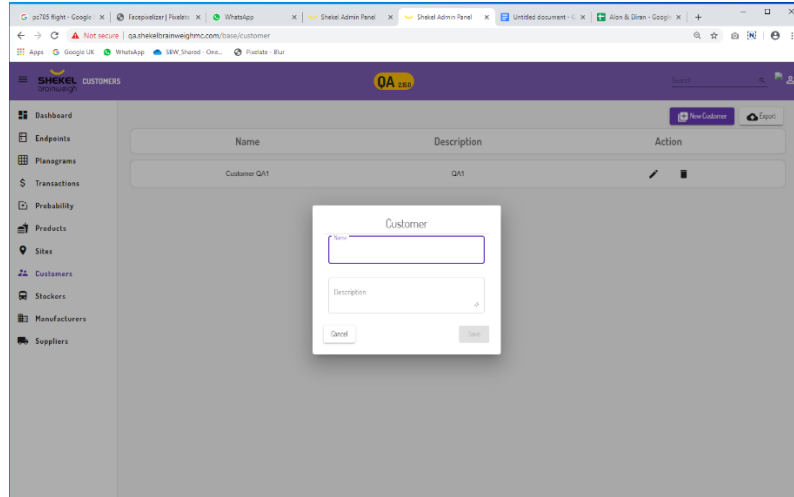 pc785 flight - Google
Facepixelizer | Pixelate
WhatsApp
Shekel Admin Panel
Shekel Admin Panel
Untitled document - G
Alon & Diran - Googl
Not secure | qa.shekelbrainweighmc.com/base/customer
Apps Google UK WhatsApp SBW_Shared - One... Pixelate - Blur
SHEKEL brainweigh CUSTOMERS
QA
Search
Dashboard
Endpoints
Planograms
Transactions
Probability
Products
Sites
Customers
Stockers
Manufacturers
Suppliers
New Customer Export
Name Description Action
Customer QA1 QA1
Customer
Name
Description
Cancel Save